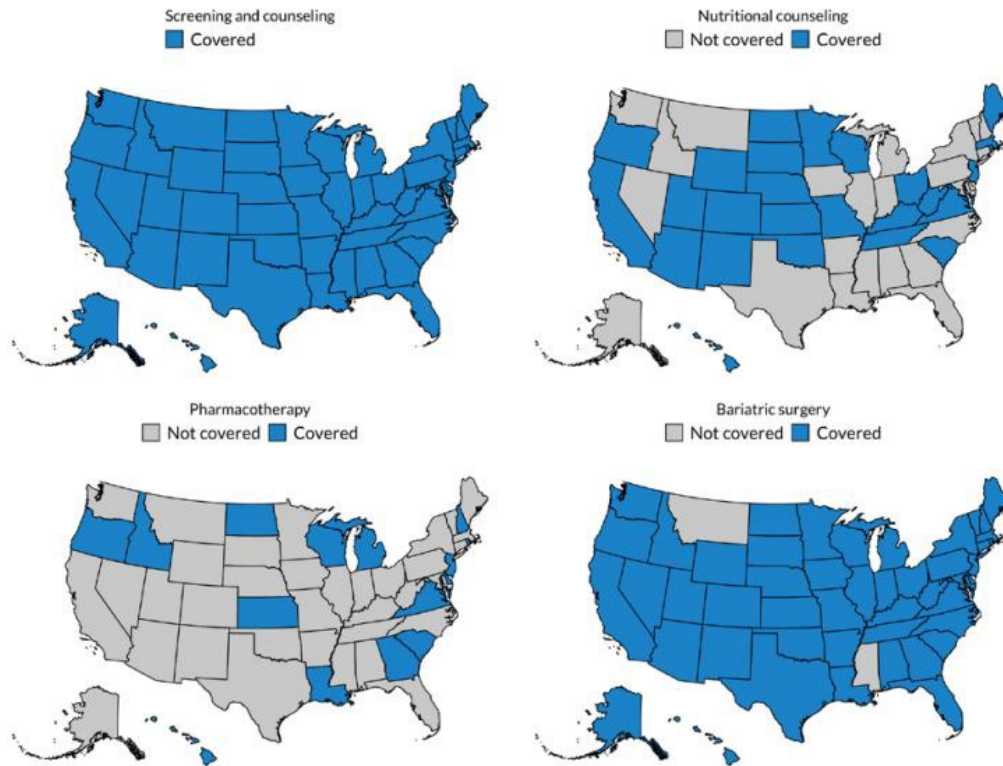 Screening and counseling
Covered
Nutritional counseling
Not covered Covered
Pharmacotherapy
Not covered Covered
Bariatric surgery
Not covered Covered